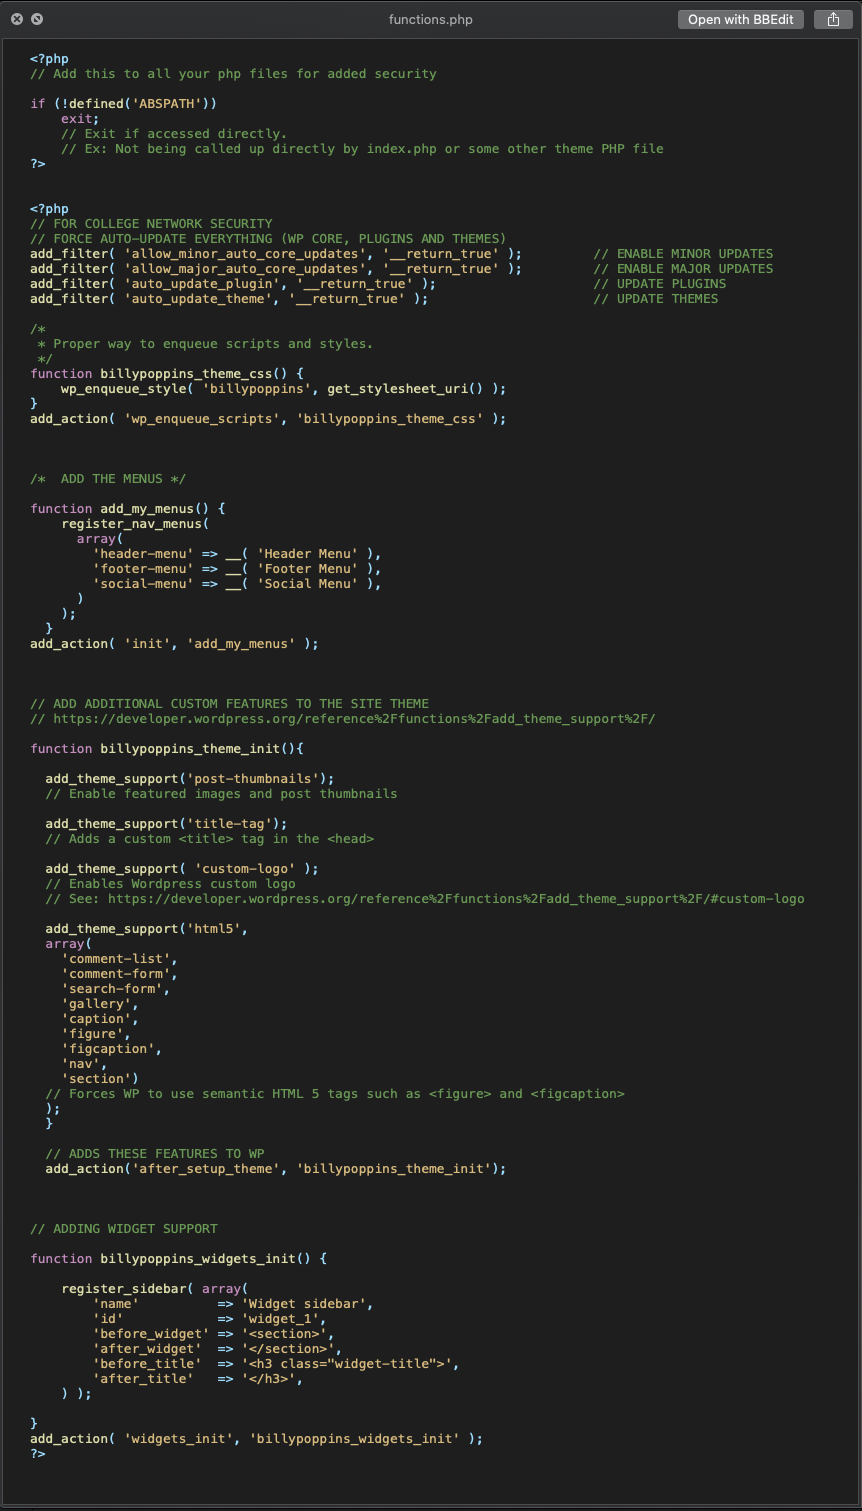 functions.php
Open with BBEdit
<?php
// Add this to all your php files for added security
if (!defined('ABSPATH'))
    exit;
    // Exit if accessed directly.
    // Ex: Not being called up directly by index.php or some other theme PHP file
?>
<?php
// FOR COLLEGE NETWORK SECURITY
// FORCE AUTO-UPDATE EVERYTHING (WP CORE, PLUGINS AND THEMES)
add_filter( 'allow_minor_auto_core_updates', '__return_true' );         // ENABLE MINOR UPDATES
add_filter( 'allow_major_auto_core_updates', '__return_true' );         // ENABLE MAJOR UPDATES
add_filter( 'auto_update_plugin', '__return_true' );                    // UPDATE PLUGINS
add_filter( 'auto_update_theme', '__return_true' );                     // UPDATE THEMES
/*
 * Proper way to enqueue scripts and styles.
 */
function billypoppins_theme_css() {
    wp_enqueue_style( 'billypoppins', get_stylesheet_uri() );
}
add_action( 'wp_enqueue_scripts', 'billypoppins_theme_css' );
/*  ADD THE MENUS */
function add_my_menus() {
    register_nav_menus(
      array(
        'header-menu' => __( 'Header Menu' ),
        'footer-menu' => __( 'Footer Menu' ),
        'social-menu' => __( 'Social Menu' ),
      )
    );
  }
add_action( 'init', 'add_my_menus' );
// ADD ADDITIONAL CUSTOM FEATURES TO THE SITE THEME
// https://developer.wordpress.org/reference%2Ffunctions%2Fadd_theme_support%2F/
function billypoppins_theme_init(){
  add_theme_support('post-thumbnails');
  // Enable featured images and post thumbnails
  add_theme_support('title-tag');
  // Adds a custom <title> tag in the <head>
  add_theme_support( 'custom-logo' );
  // Enables Wordpress custom logo
  // See: https://developer.wordpress.org/reference%2Ffunctions%2Fadd_theme_support%2F/#custom-logo
  add_theme_support('html5',
  array(
    'comment-list',
    'comment-form',
    'search-form',
    'gallery',
    'caption',
    'figure',
    'figcaption',
    'nav',
    'section')
  // Forces WP to use semantic HTML 5 tags such as <figure> and <figcaption>
  );
  }
  // ADDS THESE FEATURES TO WP
  add_action('after_setup_theme', 'billypoppins_theme_init');
// ADDING WIDGET SUPPORT
function billypoppins_widgets_init() {
    register_sidebar( array(
        'name'          => 'Widget sidebar',
        'id'            => 'widget_1',
        'before_widget' => '<section>',
        'after_widget'  => '</section>',
        'before_title'  => '<h3 class="widget-title">',
        'after_title'   => '</h3>',
    ) );
}
add_action( 'widgets_init', 'billypoppins_widgets_init' );
?>